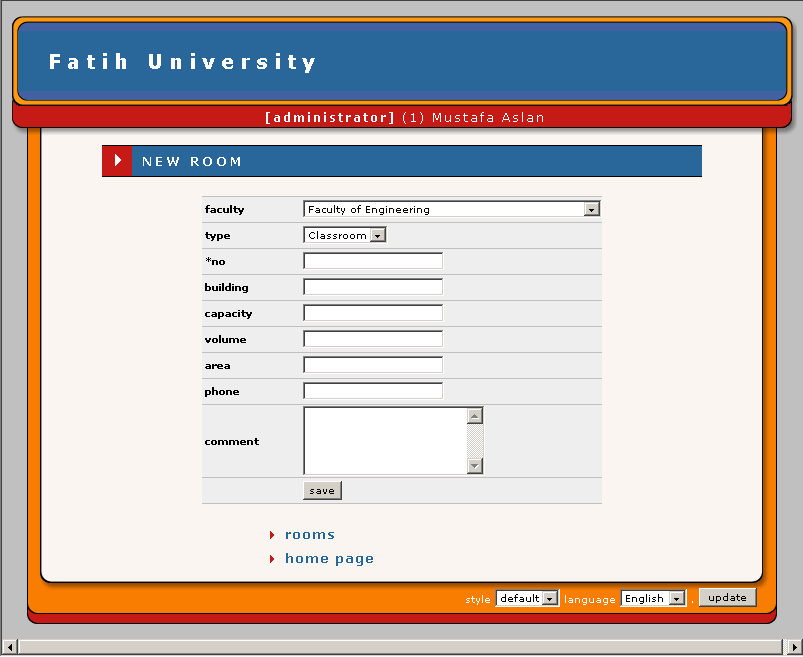 Fatih University
[administrator] (1) Mustafa Aslan
NEW ROOM
faculty Faculty of Engineering
type Classroom
*no
building
capacity
volume
area
phone
comment
save
rooms
home page
style default language English . update